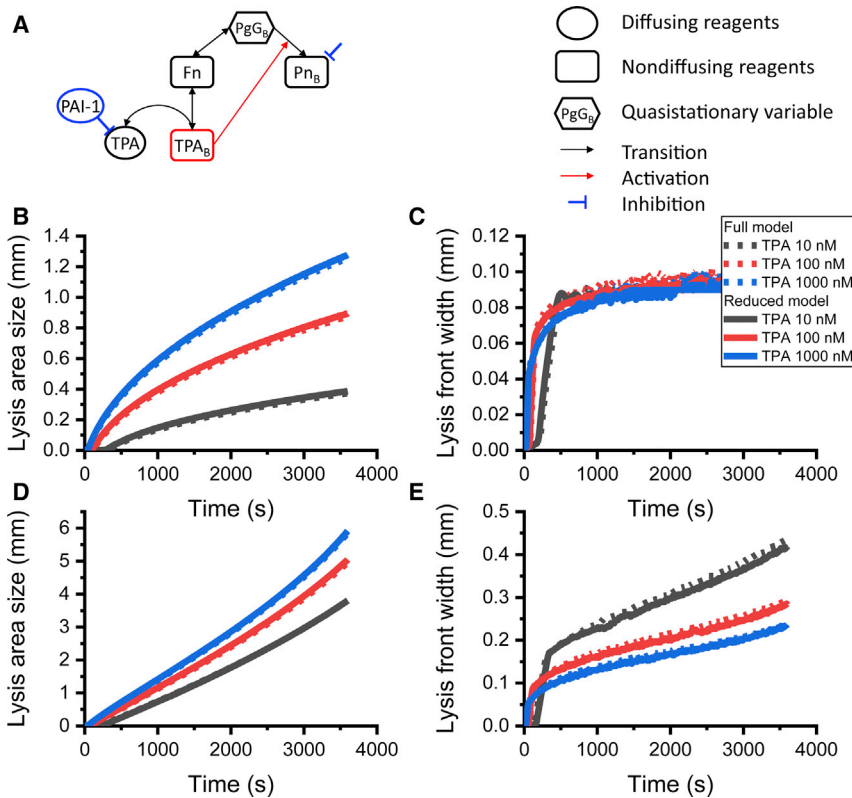 A
PgG_B
Fn
Pn_B
PAI-1
TPA
TPA_B
Diffusing reagents
Nondiffusing reagents
PgG_B
Quasistationary variable
Transition
Activation
Inhibition
B
Lysis area size (mm)
1.4
1.2
1.0
0.8
0.6
0.4
0.2
0.0
0 1000 2000 3000 4000
Time (s)
C
Lysis front width (mm)
0.12
0.10
0.08
0.06
0.04
0.02
0.00
0 1000 2000 3000 4000
Time (s)
Full model
TPA 10 nM
TPA 100 nM
TPA 1000 nM
Reduced model
TPA 10 nM
TPA 100 nM
TPA 1000 nM
D
Lysis area size (mm)
6
5
4
3
2
1
0
0 1000 2000 3000 4000
Time (s)
E
Lysis front width (mm)
0.5
0.4
0.3
0.2
0.1
0.0
0 1000 2000 3000 4000
Time (s)